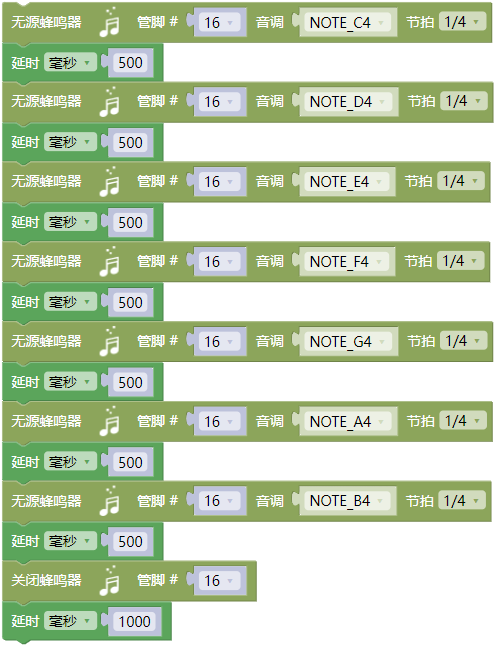 无源蜂鸣器 管脚 # 16 音调 NOTE_C4 节拍 1/4
延时 毫秒 500
无源蜂鸣器 管脚 # 16 音调 NOTE_D4 节拍 1/4
延时 毫秒 500
无源蜂鸣器 管脚 # 16 音调 NOTE_E4 节拍 1/4
延时 毫秒 500
无源蜂鸣器 管脚 # 16 音调 NOTE_F4 节拍 1/4
延时 毫秒 500
无源蜂鸣器 管脚 # 16 音调 NOTE_G4 节拍 1/4
延时 毫秒 500
无源蜂鸣器 管脚 # 16 音调 NOTE_A4 节拍 1/4
延时 毫秒 500
无源蜂鸣器 管脚 # 16 音调 NOTE_B4 节拍 1/4
延时 毫秒 500
关闭蜂鸣器 管脚 # 16
延时 毫秒 1000